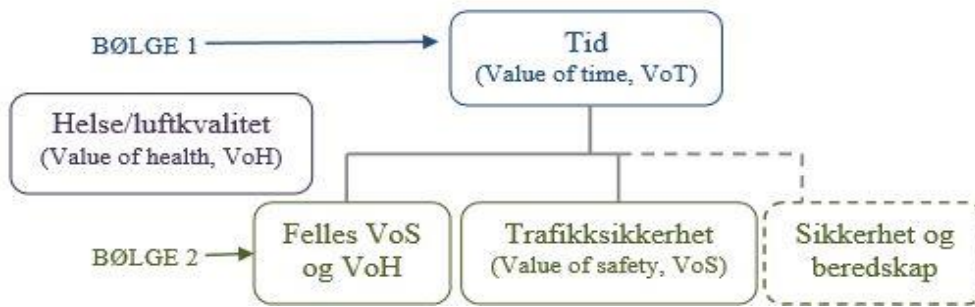 BØLGE 1
Tid
(Value of time, VoT)
Helse/luftkvalitet
(Value of health, VoH)
BØLGE 2
Felles VoS
og VoH
Trafikksikkerhet
(Value of safety, VoS)
Sikkerhet og
beredskap